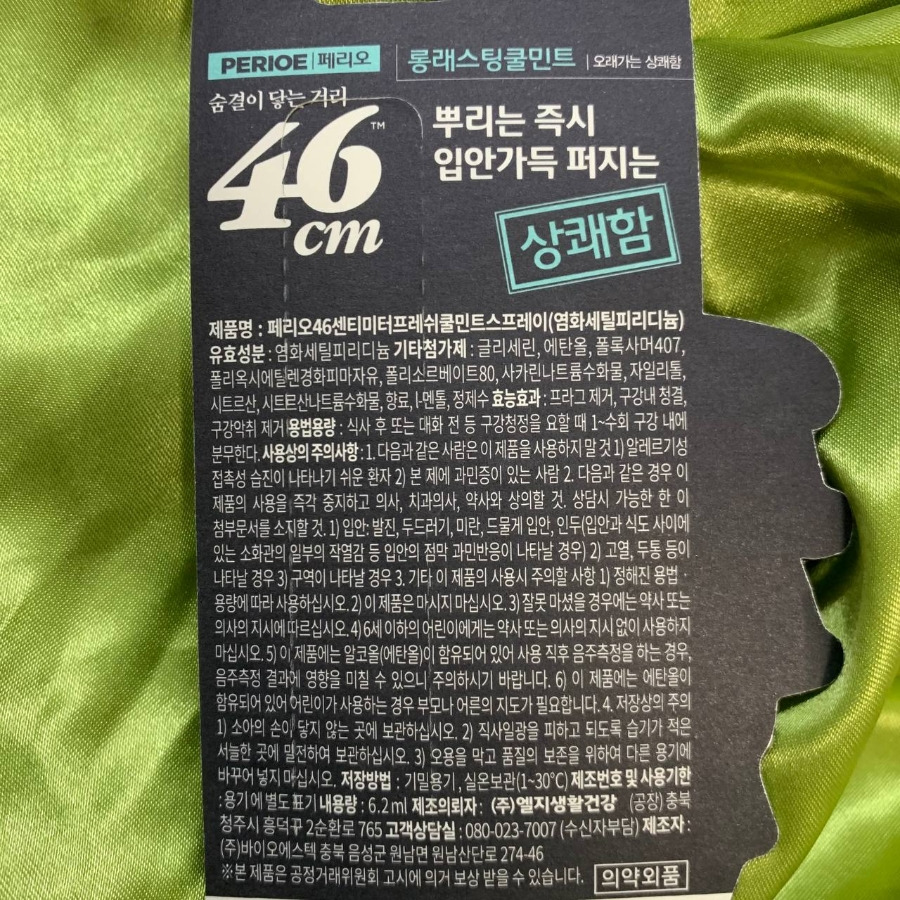 PERIOE 페리오 롱래스팅쿨민트 오래가는 상쾌함
숨결이 닿는 거리
46 cm ™
뿌리는 즉시
입안가득 퍼지는
상쾌함
제품명 : 페리오46센티미터프레쉬쿨민트스프레이(염화세틸피리디늄)
유효성분 : 염화세틸피리디늄 기타첨가제 : 글리세린, 에탄올, 폴록사머407,
폴리옥시에틸렌경화피마자유, 폴리소르베이트80, 사카린나트륨수화물, 자일리톨,
시트르산, 시트르산나트륨수화물, 향료, l-멘톨, 정제수 효능효과 : 프라그 제거, 구강내 청결,
구강악취 제거 용법용량 : 식사 후 또는 대화 전 등 구강청정을 요할 때 1~수회 구강 내에
분무한다. 사용상의 주의사항 : 1. 다음과 같은 사람은 이 제품을 사용하지 말 것 1) 알레르기성
접촉성 습진이 나타나기 쉬운 환자 2) 본 제에 과민증이 있는 사람 2. 다음과 같은 경우 이
제품의 사용을 즉각 중지하고 의사, 치과의사, 약사와 상의할 것. 상담시 가능한 한 이
첨부문서를 소지할 것. 1) 입안: 발진, 두드러기, 미란, 드물게 입안, 인두(입안과 식도 사이에
있는 소화관의 일부의 작열감 등 입안의 점막 과민반응이 나타날 경우) 2) 고열, 두통 등이
나타날 경우 3) 구역이 나타날 경우 3. 기타 이 제품의 사용시 주의할 사항 1) 정해진 용법 ·
용량에 따라 사용하십시오. 2) 이 제품은 마시지 마십시오. 3) 잘못 마셨을 경우에는 약사 또는
의사의 지시에 따르십시오. 4) 6세 이하의 어린이에게는 약사 또는 의사의 지시 없이 사용하지
마십시오. 5) 이 제품에는 알코올(에탄올)이 함유되어 있어 사용 직후 음주측정을 하는 경우,
음주측정 결과에 영향을 미칠 수 있으니 주의하시기 바랍니다. 6) 이 제품에는 에탄올이
함유되어 있어 어린이가 사용하는 경우 부모나 어른의 지도가 필요합니다. 4. 저장상의 주의
1) 소아의 손이 닿지 않는 곳에 보관하십시오. 2) 직사일광을 피하고 되도록 습기가 적은
서늘한 곳에 밀전하여 보관하십시오. 3) 오용을 막고 품질의 보존을 위하여 다른 용기에
바꾸어 넣지 마십시오. 저장방법 : 기밀용기, 실온보관(1~30℃) 제조번호 및 사용기한
: 용기에 별도 표기 내용량 : 6.2 ml 제조의뢰자 : (주)엘지생활건강 (공장) 충북
청주시 흥덕구 2순환로 765 고객상담실 : 080-023-7007 (수신자부담) 제조자 :
(주)바이오에스텍 충북 음성군 원남면 원남산단로 274-46
※본 제품은 공정거래위원회 고시에 의거 보상 받을 수 있습니다. 의약외품